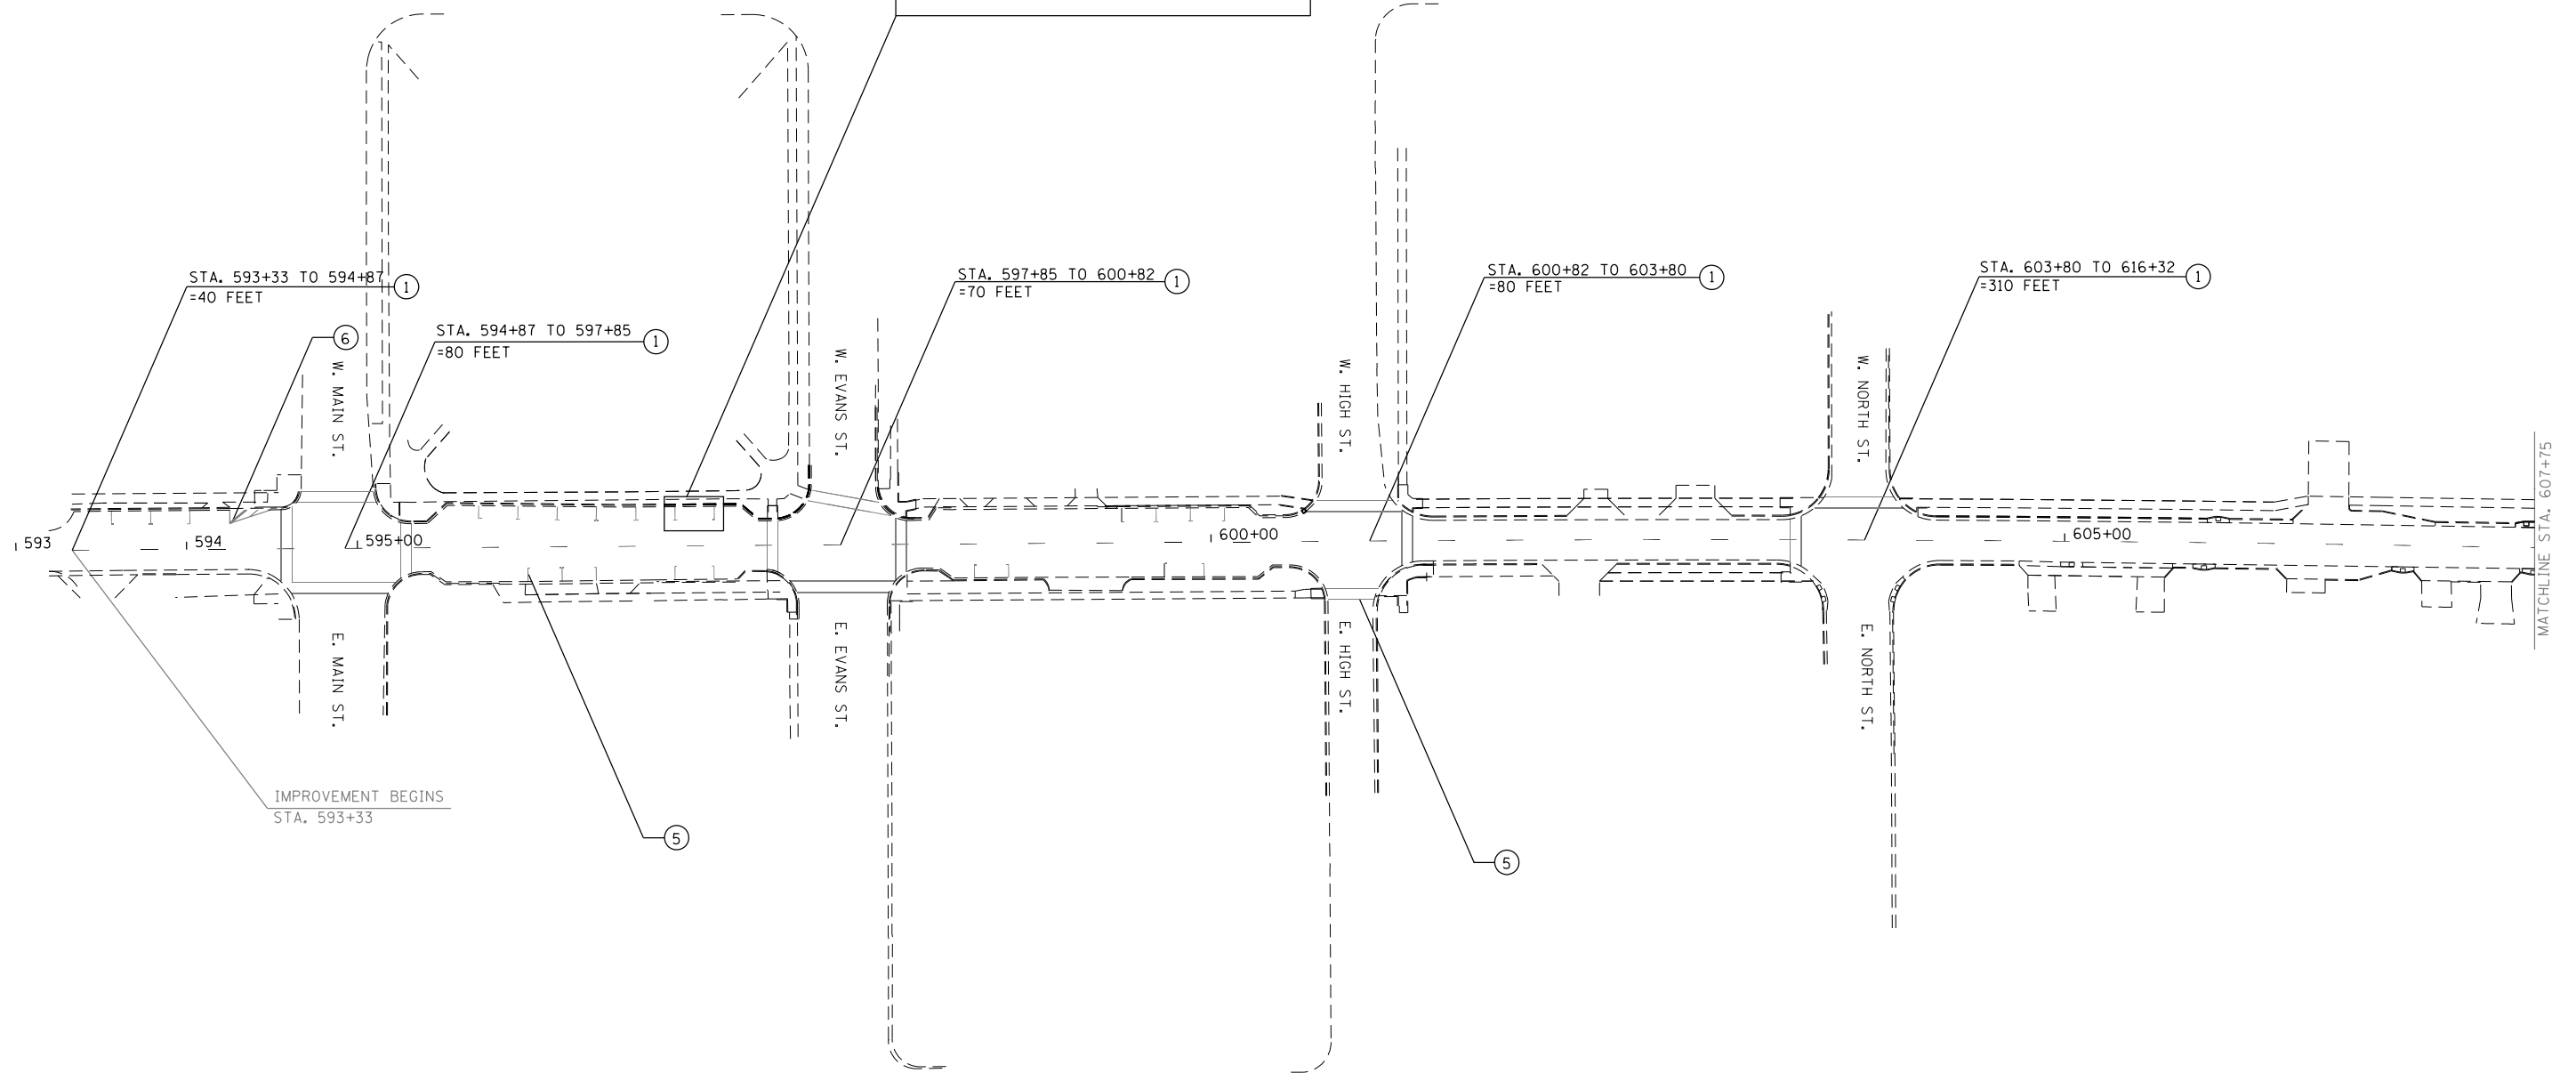 STA. 593+33 TO 594+87
=40 FEET
1
6
STA. 594+87 TO 597+85
=80 FEET
1
STA. 597+85 TO 600+82
=70 FEET
1
STA. 600+82 TO 603+80
=80 FEET
1
STA. 603+80 TO 616+32
=310 FEET
1
W. MAIN ST.
W. EVANS ST.
W. HIGH ST.
W. NORTH ST.
593
594
595+00
600+00
605+00
MATCHLINE STA. 607+75
E. MAIN ST.
E. EVANS ST.
E. HIGH ST.
E. NORTH ST.
IMPROVEMENT BEGINS
STA. 593+33
5
5